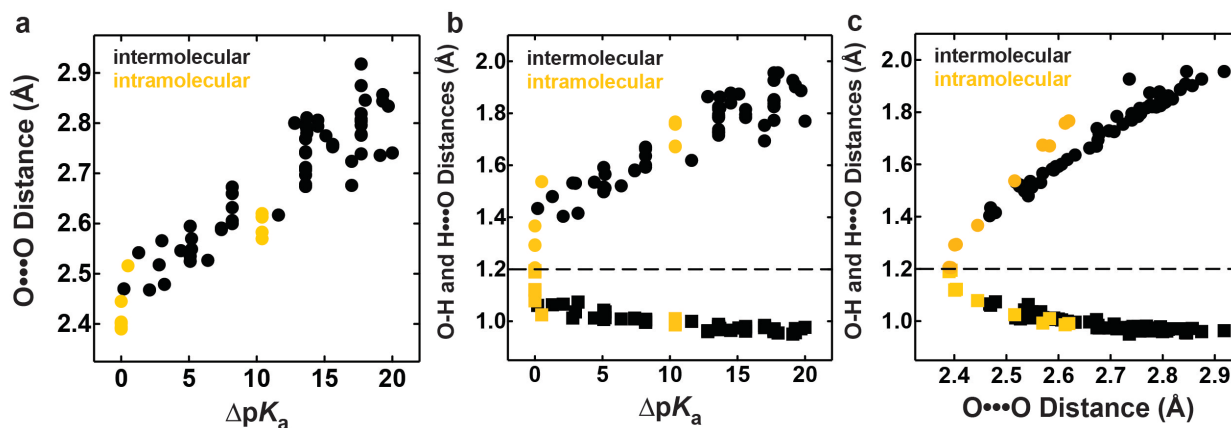 a
intermolecular
intramolecular
O•••O Distance (Å)
2.9
2.8
2.7
2.6
2.5
2.4
0 5 10 15 20
ΔpKa
b
intermolecular
intramolecular
O-H and H•••O Distances (Å)
2.0
1.8
1.6
1.4
1.2
1.0
0 5 10 15 20
ΔpKa
c
intermolecular
intramolecular
O-H and H•••O Distances (Å)
2.0
1.8
1.6
1.4
1.2
1.0
2.4 2.5 2.6 2.7 2.8 2.9
O•••O Distance (Å)